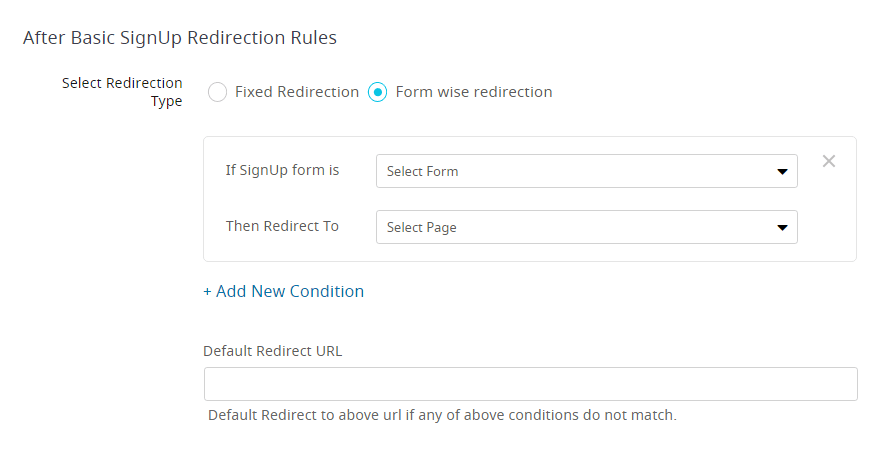 After Basic SignUp Redirection Rules
Select Redirection
Type
Fixed Redirection
Form wise redirection
If SignUp form is
Select Form
Then Redirect To
Select Page
+ Add New Condition
Default Redirect URL
Default Redirect to above url if any of above conditions do not match.